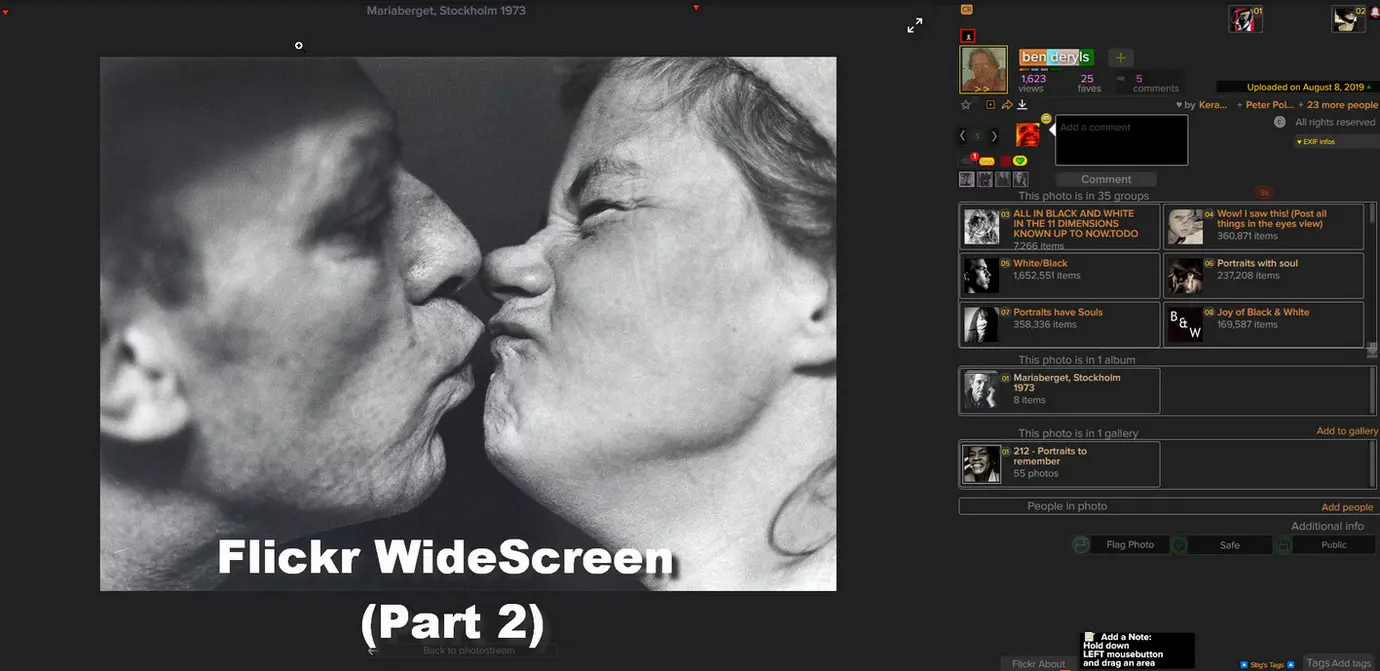 Mariaberget, Stockholm 1973
CR
01
02
ben deryls
1,623
views
25
faves
5
comments
Uploaded on August 8, 2019
by Kera... + Peter Pol... + 23 more people
All rights reserved
EXIF infos
Add a comment
1
Comment
This photo is in 35 groups
35
03 ALL IN BLACK AND WHITE
IN THE 11 DIMENSIONS
KNOWN UP TO NOW.TODO
7,266 items
04 Wow! I saw this! (Post all
things in the eyes view)
360,871 items
05 White/Black
1,652,551 items
06 Portraits with soul
237,208 items
07 Portraits have Souls
358,336 items
B & W
08 Joy of Black & White
169,587 items
This photo is in 1 album
01 Mariaberget, Stockholm
1973
8 items
This photo is in 1 gallery
Add to gallery
01 212 - Portraits to
remember
55 photos
People in photo
Add people
Additional info
Flag Photo
Safe
Public
Flickr WideScreen
(Part 2)
Back to photostream
Add a Note:
Hold down
LEFT mousebutton
and drag an area
Flickr About
Stig's Tags
Tags Add tags